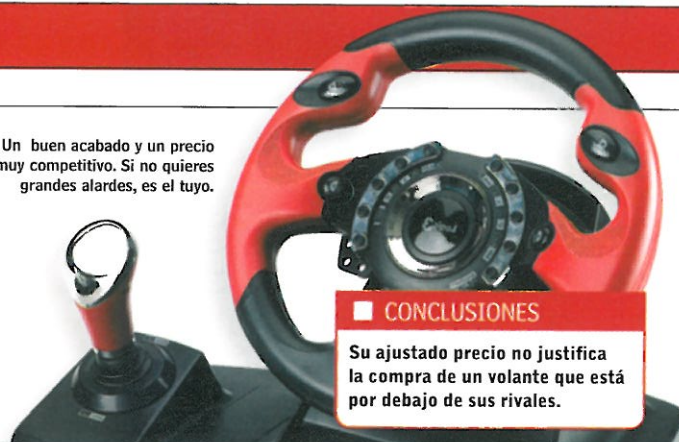 Un buen acabado y un precio
muy competitivo. Si no quieres
grandes alardes, es el tuyo.
CONCLUSIONES
Su ajustado precio no justifica
la compra de un volante que está
por debajo de sus rivales.